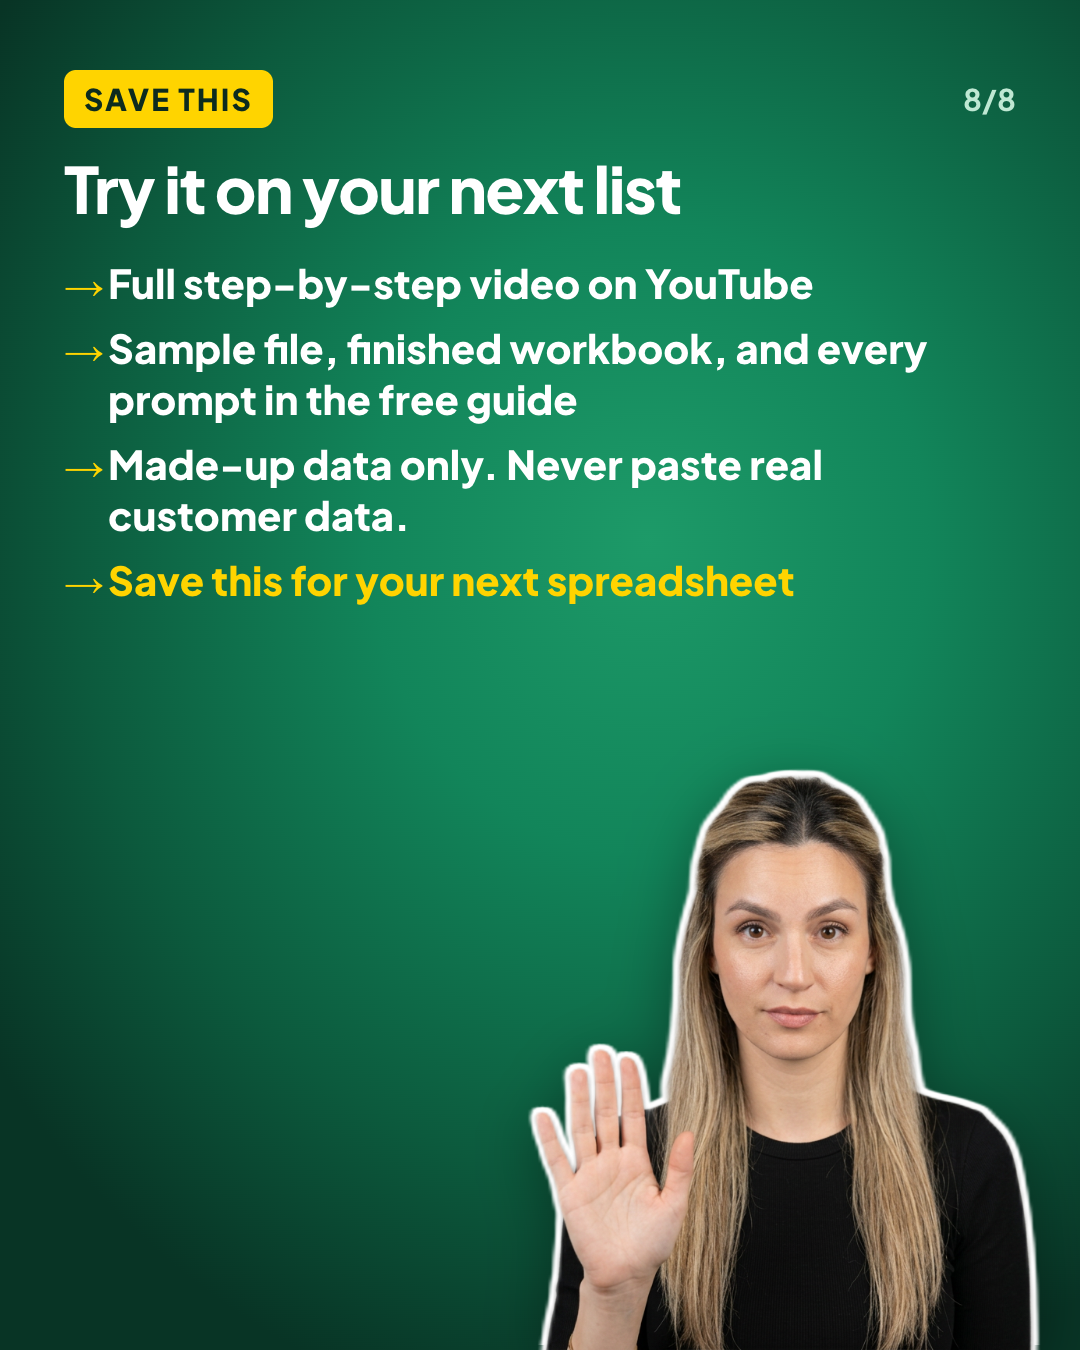 SAVE THIS
8/8
Try it on your next list
→Full step-by-step video on YouTube
→Sample file, finished workbook, and every
prompt in the free guide
→Made-up data only. Never paste real
customer data.
→Save this for your next spreadsheet